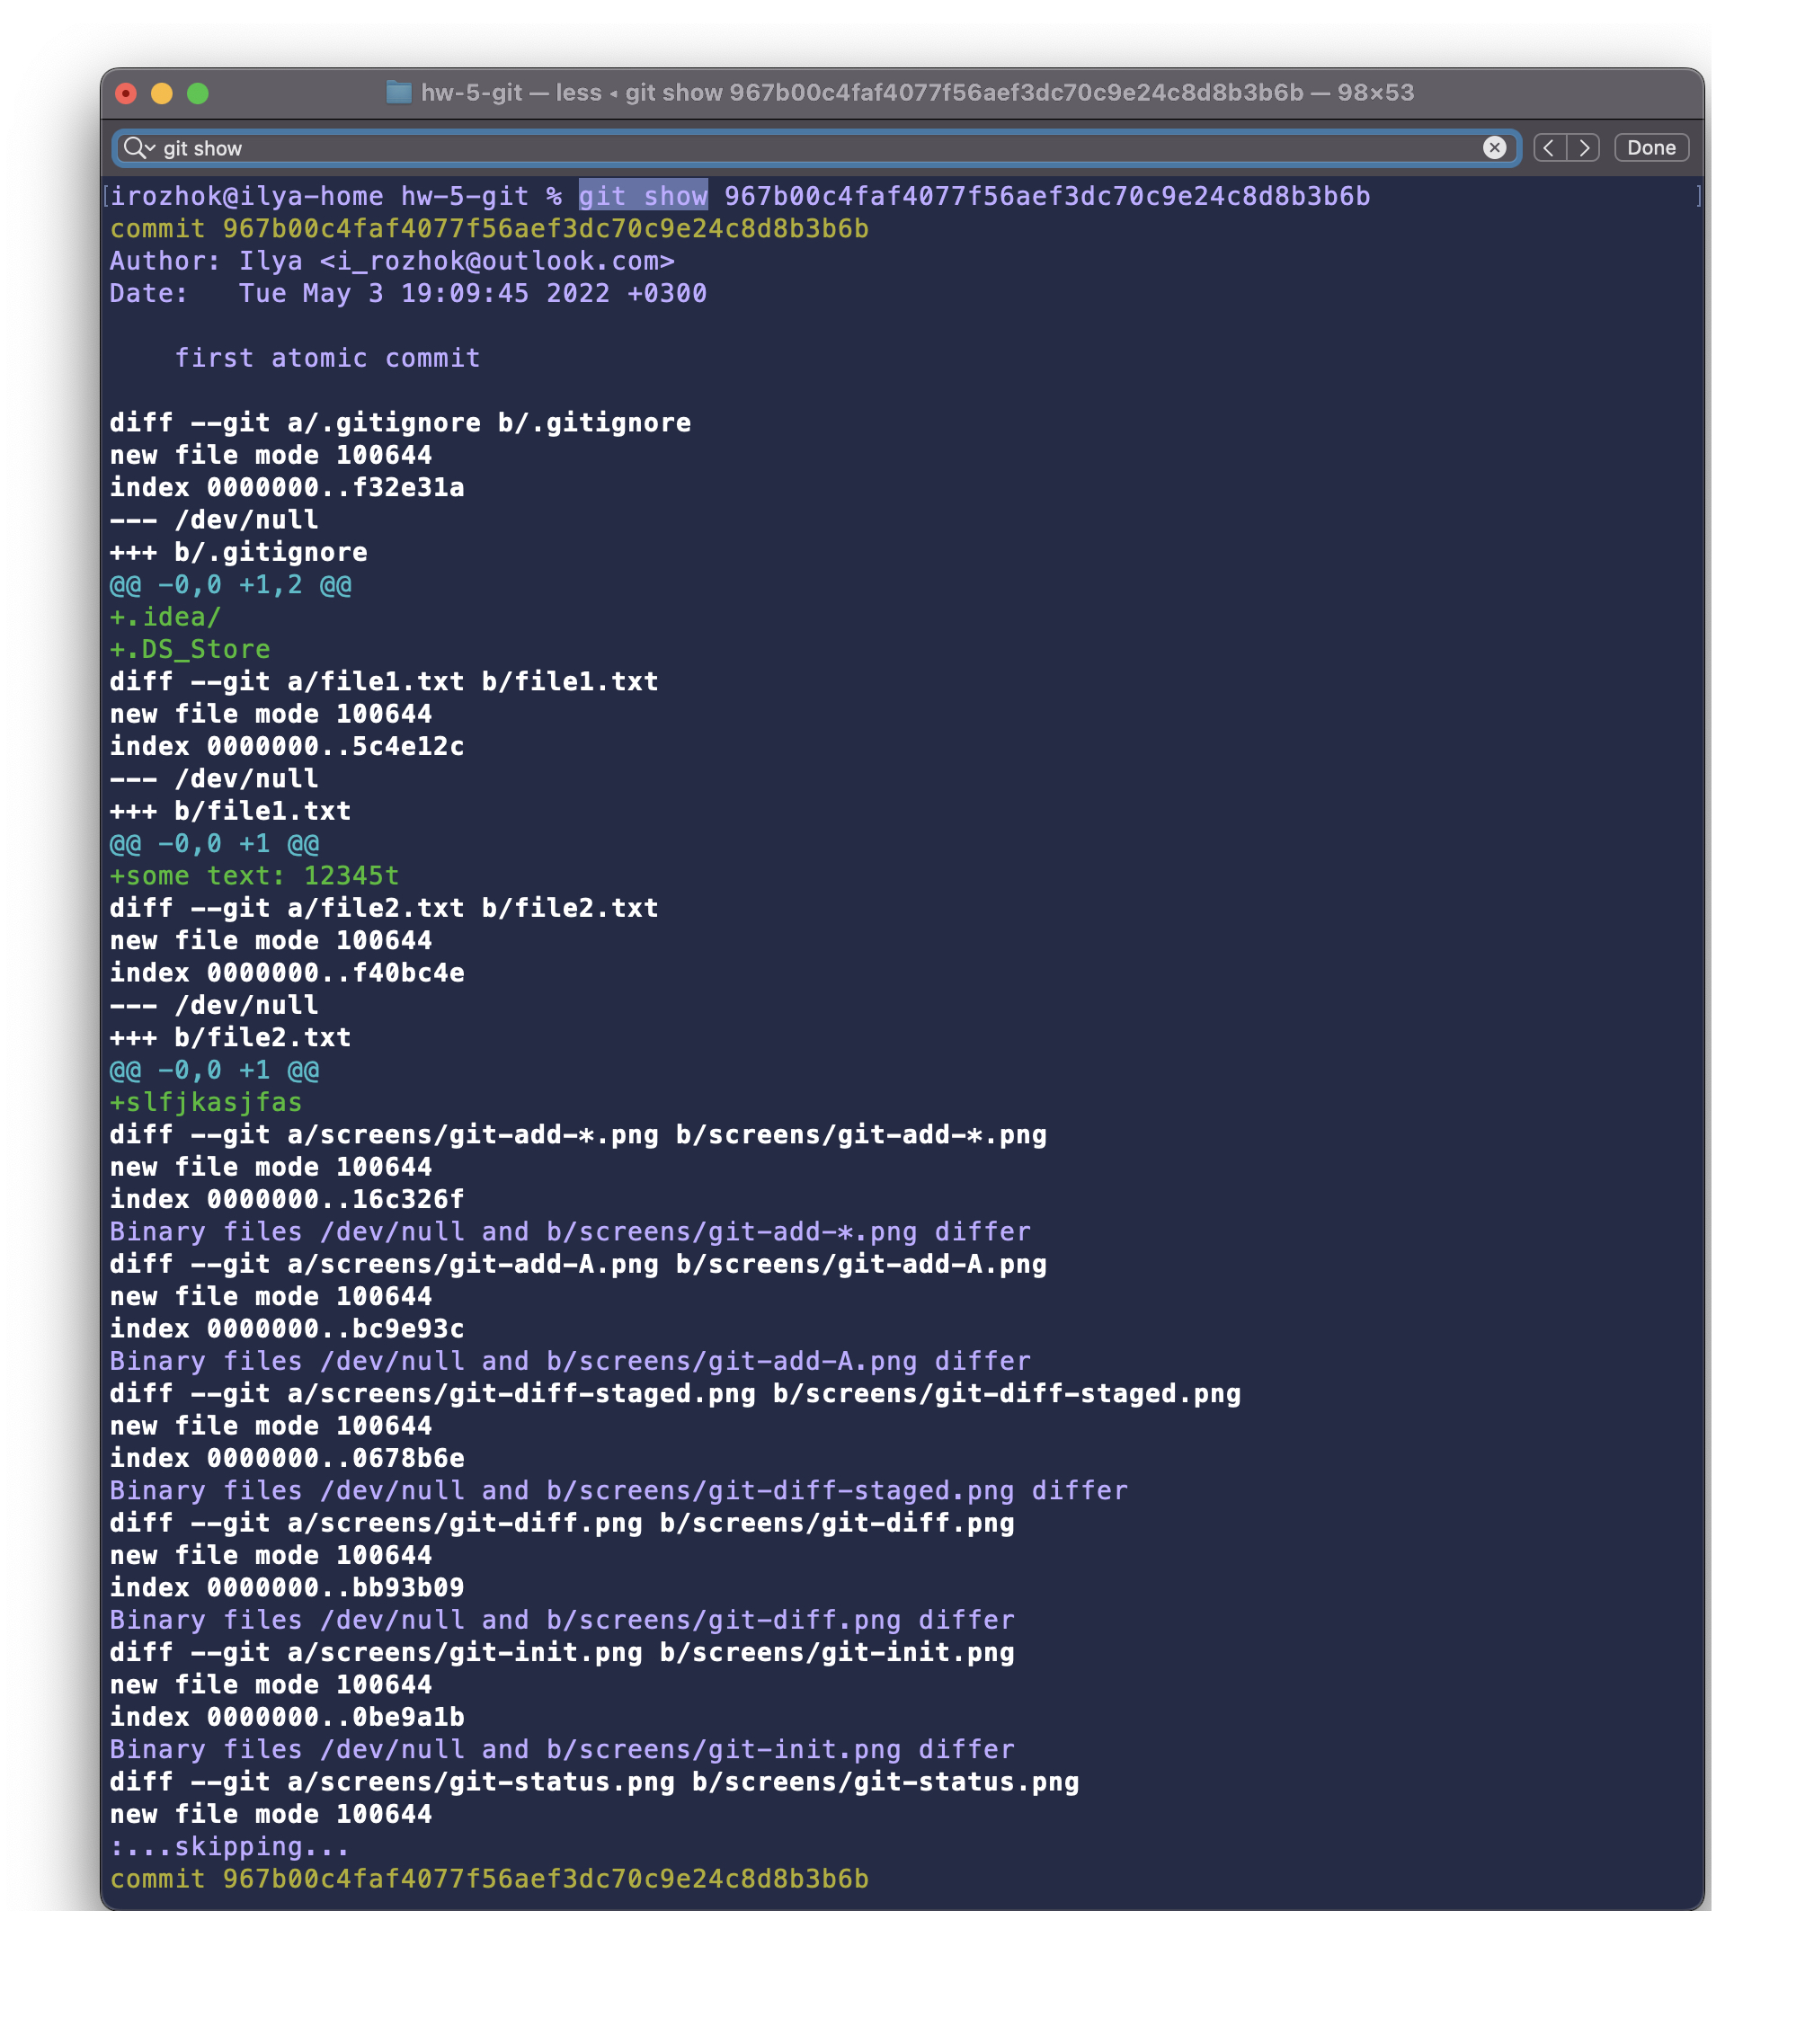 hw-5-git — less ◂ git show 967b00c4faf4077f56aef3dc70c9e24c8d8b3b6b — 98×53
git show
Done
[irozhok@ilya-home hw-5-git % git show 967b00c4faf4077f56aef3dc70c9e24c8d8b3b6b ]
commit 967b00c4faf4077f56aef3dc70c9e24c8d8b3b6b
Author: Ilya <i_rozhok@outlook.com>
Date:   Tue May 3 19:09:45 2022 +0300
    first atomic commit
diff --git a/.gitignore b/.gitignore
new file mode 100644
index 0000000..f32e31a
--- /dev/null
+++ b/.gitignore
@@ -0,0 +1,2 @@
+.idea/
+.DS_Store
diff --git a/file1.txt b/file1.txt
new file mode 100644
index 0000000..5c4e12c
--- /dev/null
+++ b/file1.txt
@@ -0,0 +1 @@
+some text: 12345t
diff --git a/file2.txt b/file2.txt
new file mode 100644
index 0000000..f40bc4e
--- /dev/null
+++ b/file2.txt
@@ -0,0 +1 @@
+slfjkasjfas
diff --git a/screens/git-add-*.png b/screens/git-add-*.png
new file mode 100644
index 0000000..16c326f
Binary files /dev/null and b/screens/git-add-*.png differ
diff --git a/screens/git-add-A.png b/screens/git-add-A.png
new file mode 100644
index 0000000..bc9e93c
Binary files /dev/null and b/screens/git-add-A.png differ
diff --git a/screens/git-diff-staged.png b/screens/git-diff-staged.png
new file mode 100644
index 0000000..0678b6e
Binary files /dev/null and b/screens/git-diff-staged.png differ
diff --git a/screens/git-diff.png b/screens/git-diff.png
new file mode 100644
index 0000000..bb93b09
Binary files /dev/null and b/screens/git-diff.png differ
diff --git a/screens/git-init.png b/screens/git-init.png
new file mode 100644
index 0000000..0be9a1b
Binary files /dev/null and b/screens/git-init.png differ
diff --git a/screens/git-status.png b/screens/git-status.png
new file mode 100644
:...skipping...
commit 967b00c4faf4077f56aef3dc70c9e24c8d8b3b6b